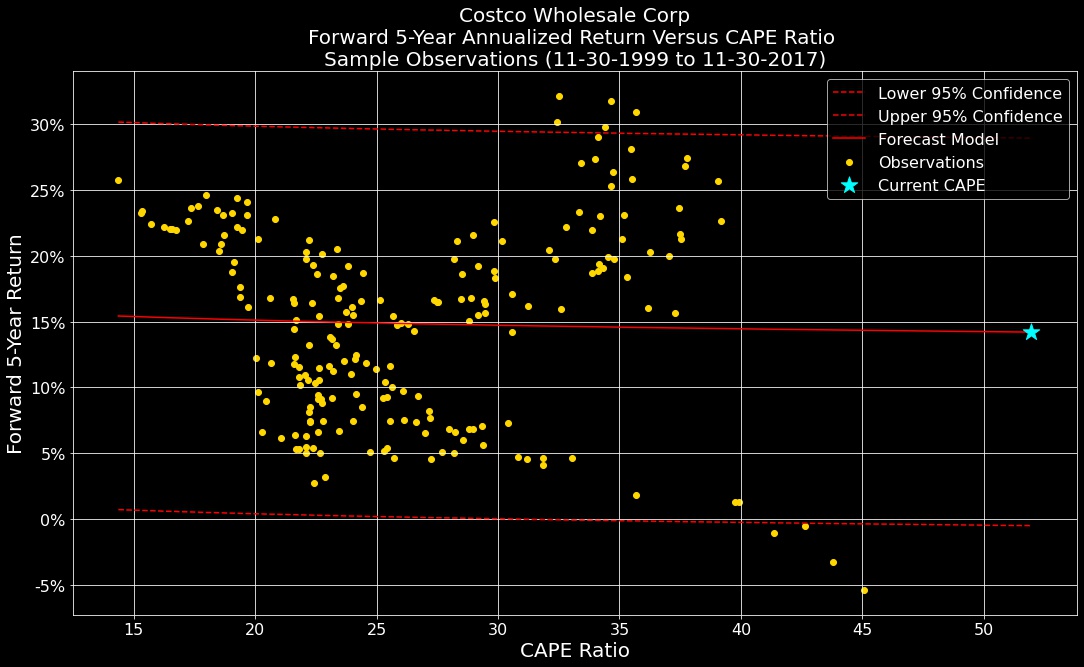 Costco Wholesale Corp
Forward 5-Year Annualized Return Versus CAPE Ratio
Sample Observations (11-30-1999 to 11-30-2017)
Lower 95% Confidence
Upper 95% Confidence
Forecast Model
Observations
Current CAPE
Forward 5-Year Return
30%
25%
20%
15%
10%
5%
0%
-5%
15 20 25 30 35 40 45 50
CAPE Ratio